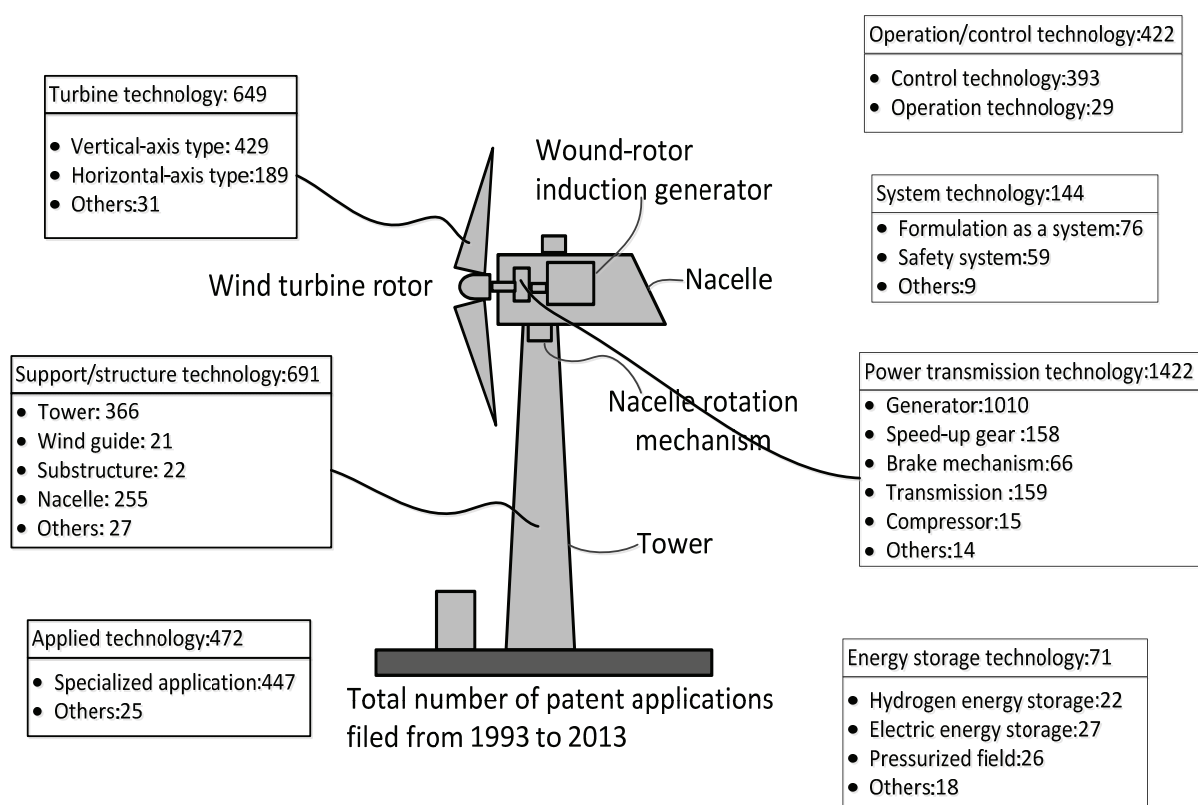 Operation/control technology:422
• Control technology:393
• Operation technology:29
Turbine technology: 649
• Vertical-axis type: 429
• Horizontal-axis type:189
• Others:31
Wound-rotor
induction generator
System technology:144
• Formulation as a system:76
• Safety system:59
• Others:9
Wind turbine rotor
Nacelle
Support/structure technology:691
• Tower: 366
• Wind guide: 21
• Substructure: 22
• Nacelle: 255
• Others: 27
Nacelle rotation
mechanism
Power transmission technology:1422
• Generator:1010
• Speed-up gear :158
• Brake mechanism:66
• Transmission :159
• Compressor:15
• Others:14
Tower
Applied technology:472
• Specialized application:447
• Others:25
Total number of patent applications
filed from 1993 to 2013
Energy storage technology:71
• Hydrogen energy storage:22
• Electric energy storage:27
• Pressurized field:26
• Others:18